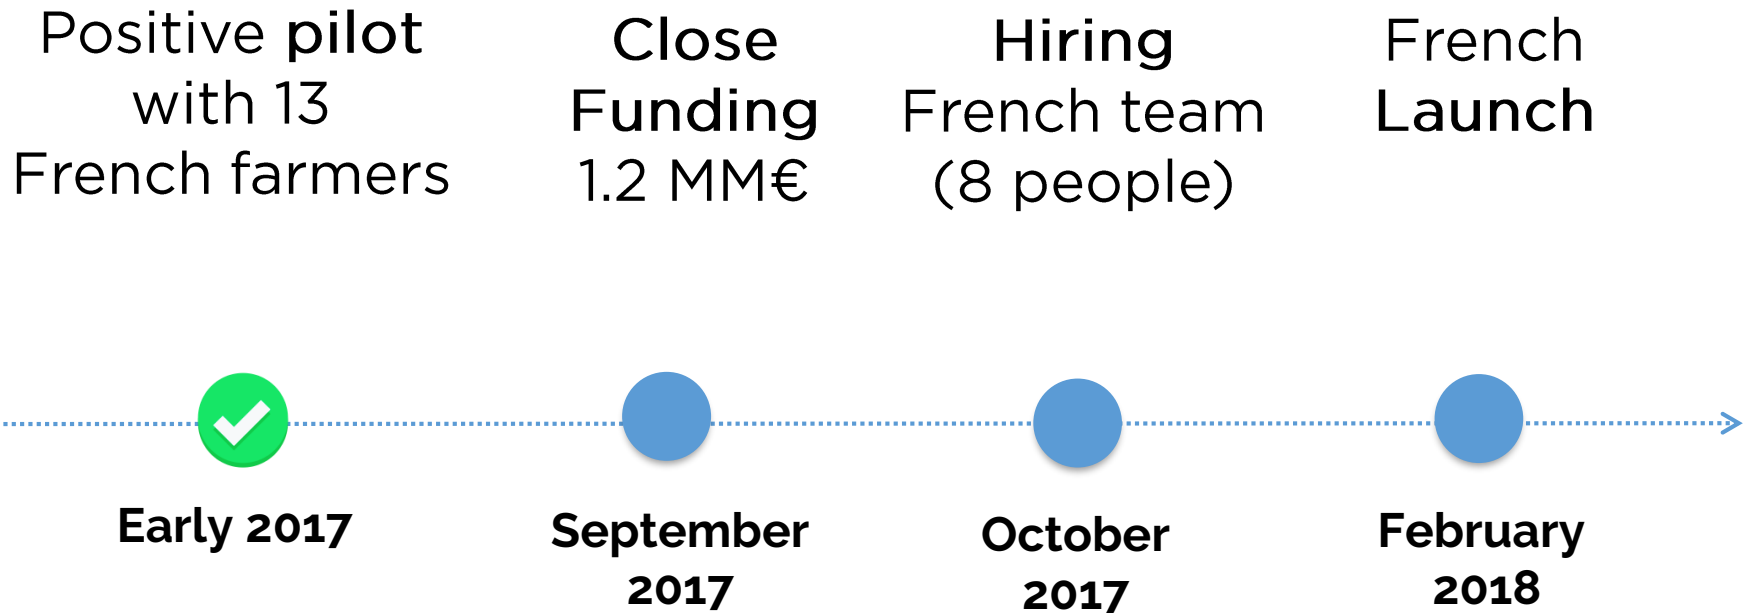 Positive pilot
with 13
French farmers
Close
Funding
1.2 MM€
Hiring
French team
(8 people)
French
Launch
Early 2017
September
2017
October
2017
February
2018